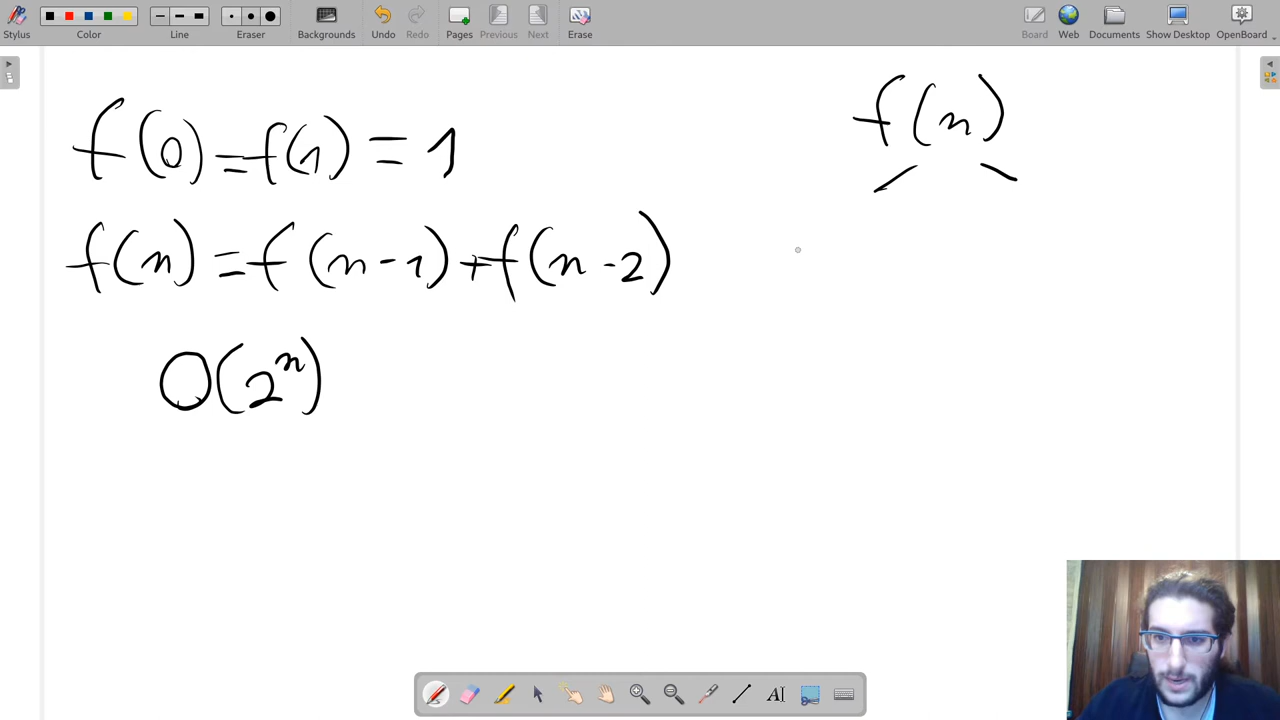 Stylus Color Line Eraser Backgrounds Undo Redo Pages Previous Next Erase Board Web Documents Show Desktop OpenBoard
f(n)
f(0)=f(1)=1
f(n)=f(n-1)+f(n-2)
O(2^n)
AI